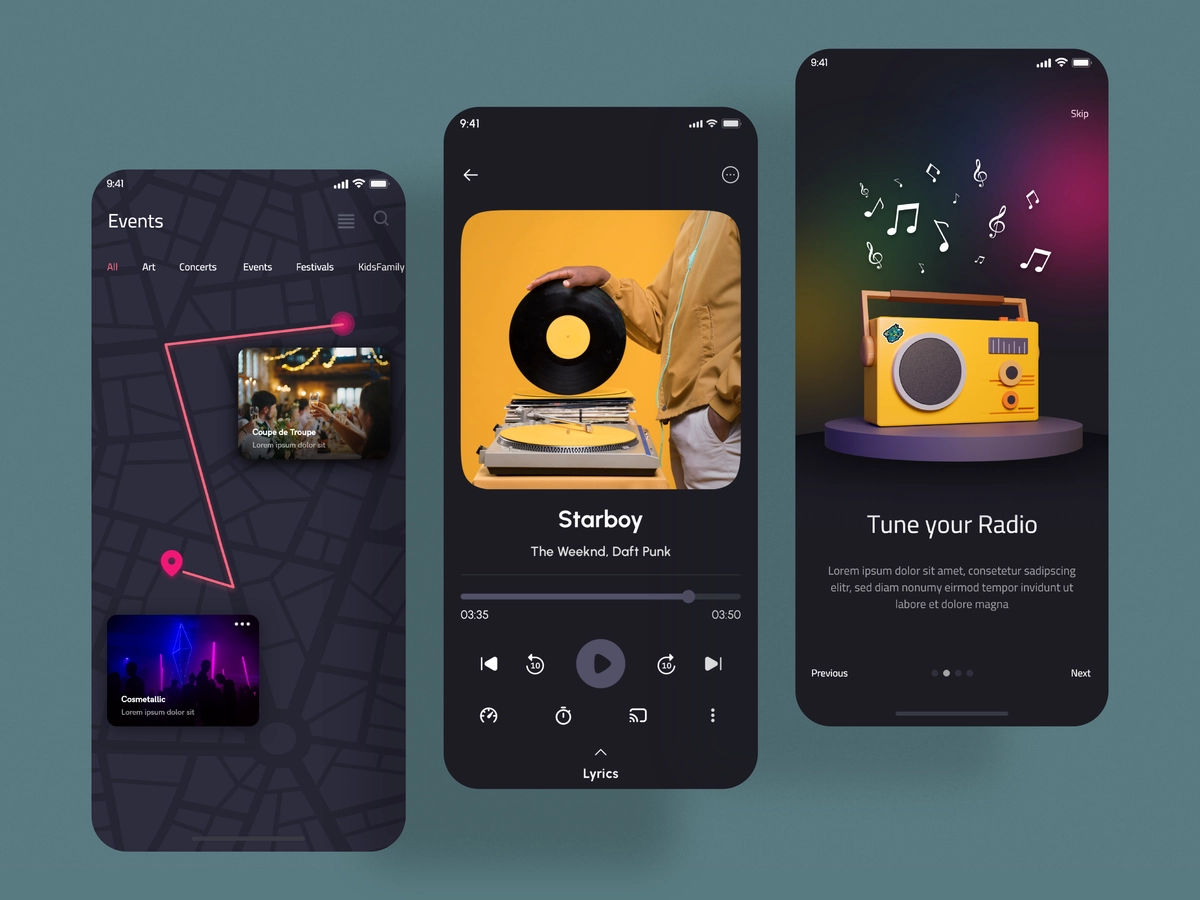 9:41
Events
All Art Concerts Events Festivals KidsFamily
Coupe de Troupe
Lorem ipsum dolor sit
Cosmetallic
Lorem ipsum dolor sit
9:41
Starboy
The Weeknd, Daft Punk
03:35 03:50
10 10
Lyrics
9:41
Skip
Tune your Radio
Lorem ipsum dolor sit amet, consetetur sadipscing
elitr, sed diam nonumy eirmod tempor invidunt ut
labore et dolore magna
Previous Next